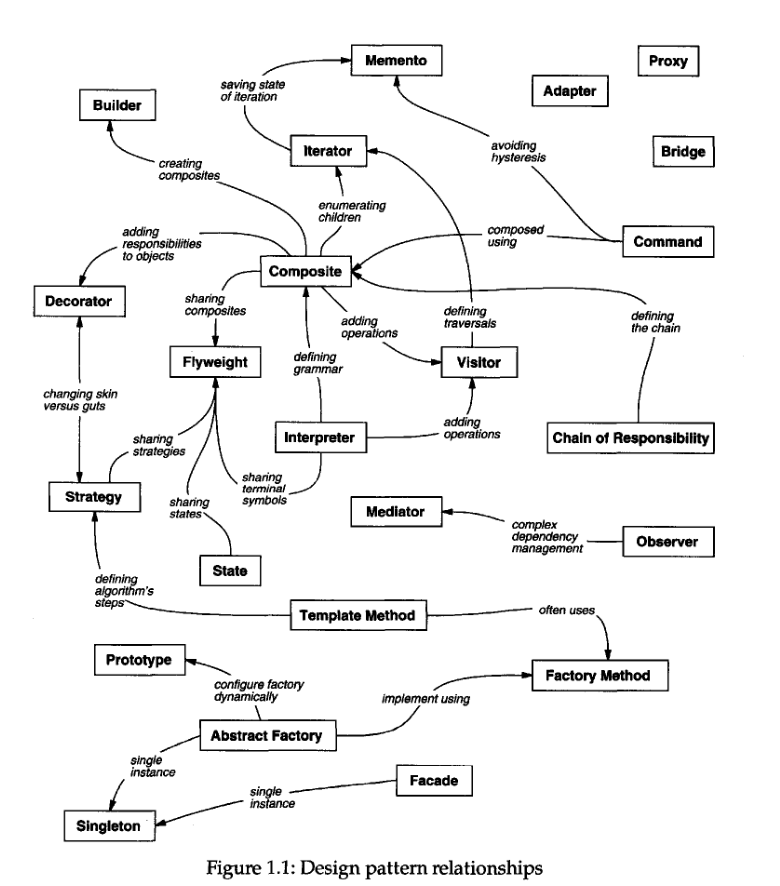 Memento
Proxy
saving state
of iteration
Adapter
Builder
Iterator
avoiding
hysteresis
Bridge
creating
composites
enumerating
children
adding
responsibilities
to objects
composed
using
Command
Composite
Decorator
sharing
composites
adding
operations
defining
traversals
defining
the chain
Flyweight
defining
grammar
Visitor
changing skin
versus guts
adding
operations
sharing
strategies
Interpreter
Chain of Responsibility
sharing
terminal
symbols
Strategy
sharing
states
Mediator
complex
dependency
management
Observer
State
defining
algorithm's
steps
Template Method
often uses
Prototype
configure factory
dynamically
Factory Method
implement using
Abstract Factory
single
instance
Facade
single
instance
Singleton
Figure 1.1: Design pattern relationships